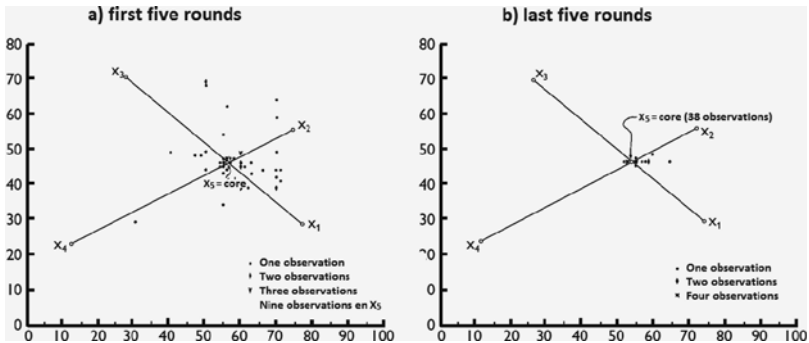 a) first five rounds
80
70
60
50
40
30
20
10
0
0 10 20 30 40 50 60 70 80 90 100
X3
X2
X5 = core
X1
X4
One observation
Two observations
Three observations
Nine observations en X5
b) last five rounds
80
70
60
50
40
30
20
10
0
0 10 20 30 40 50 60 70 80 90 100
X3
X5 = core (38 observations)
X2
X1
X4
One observation
Two observations
Four observations